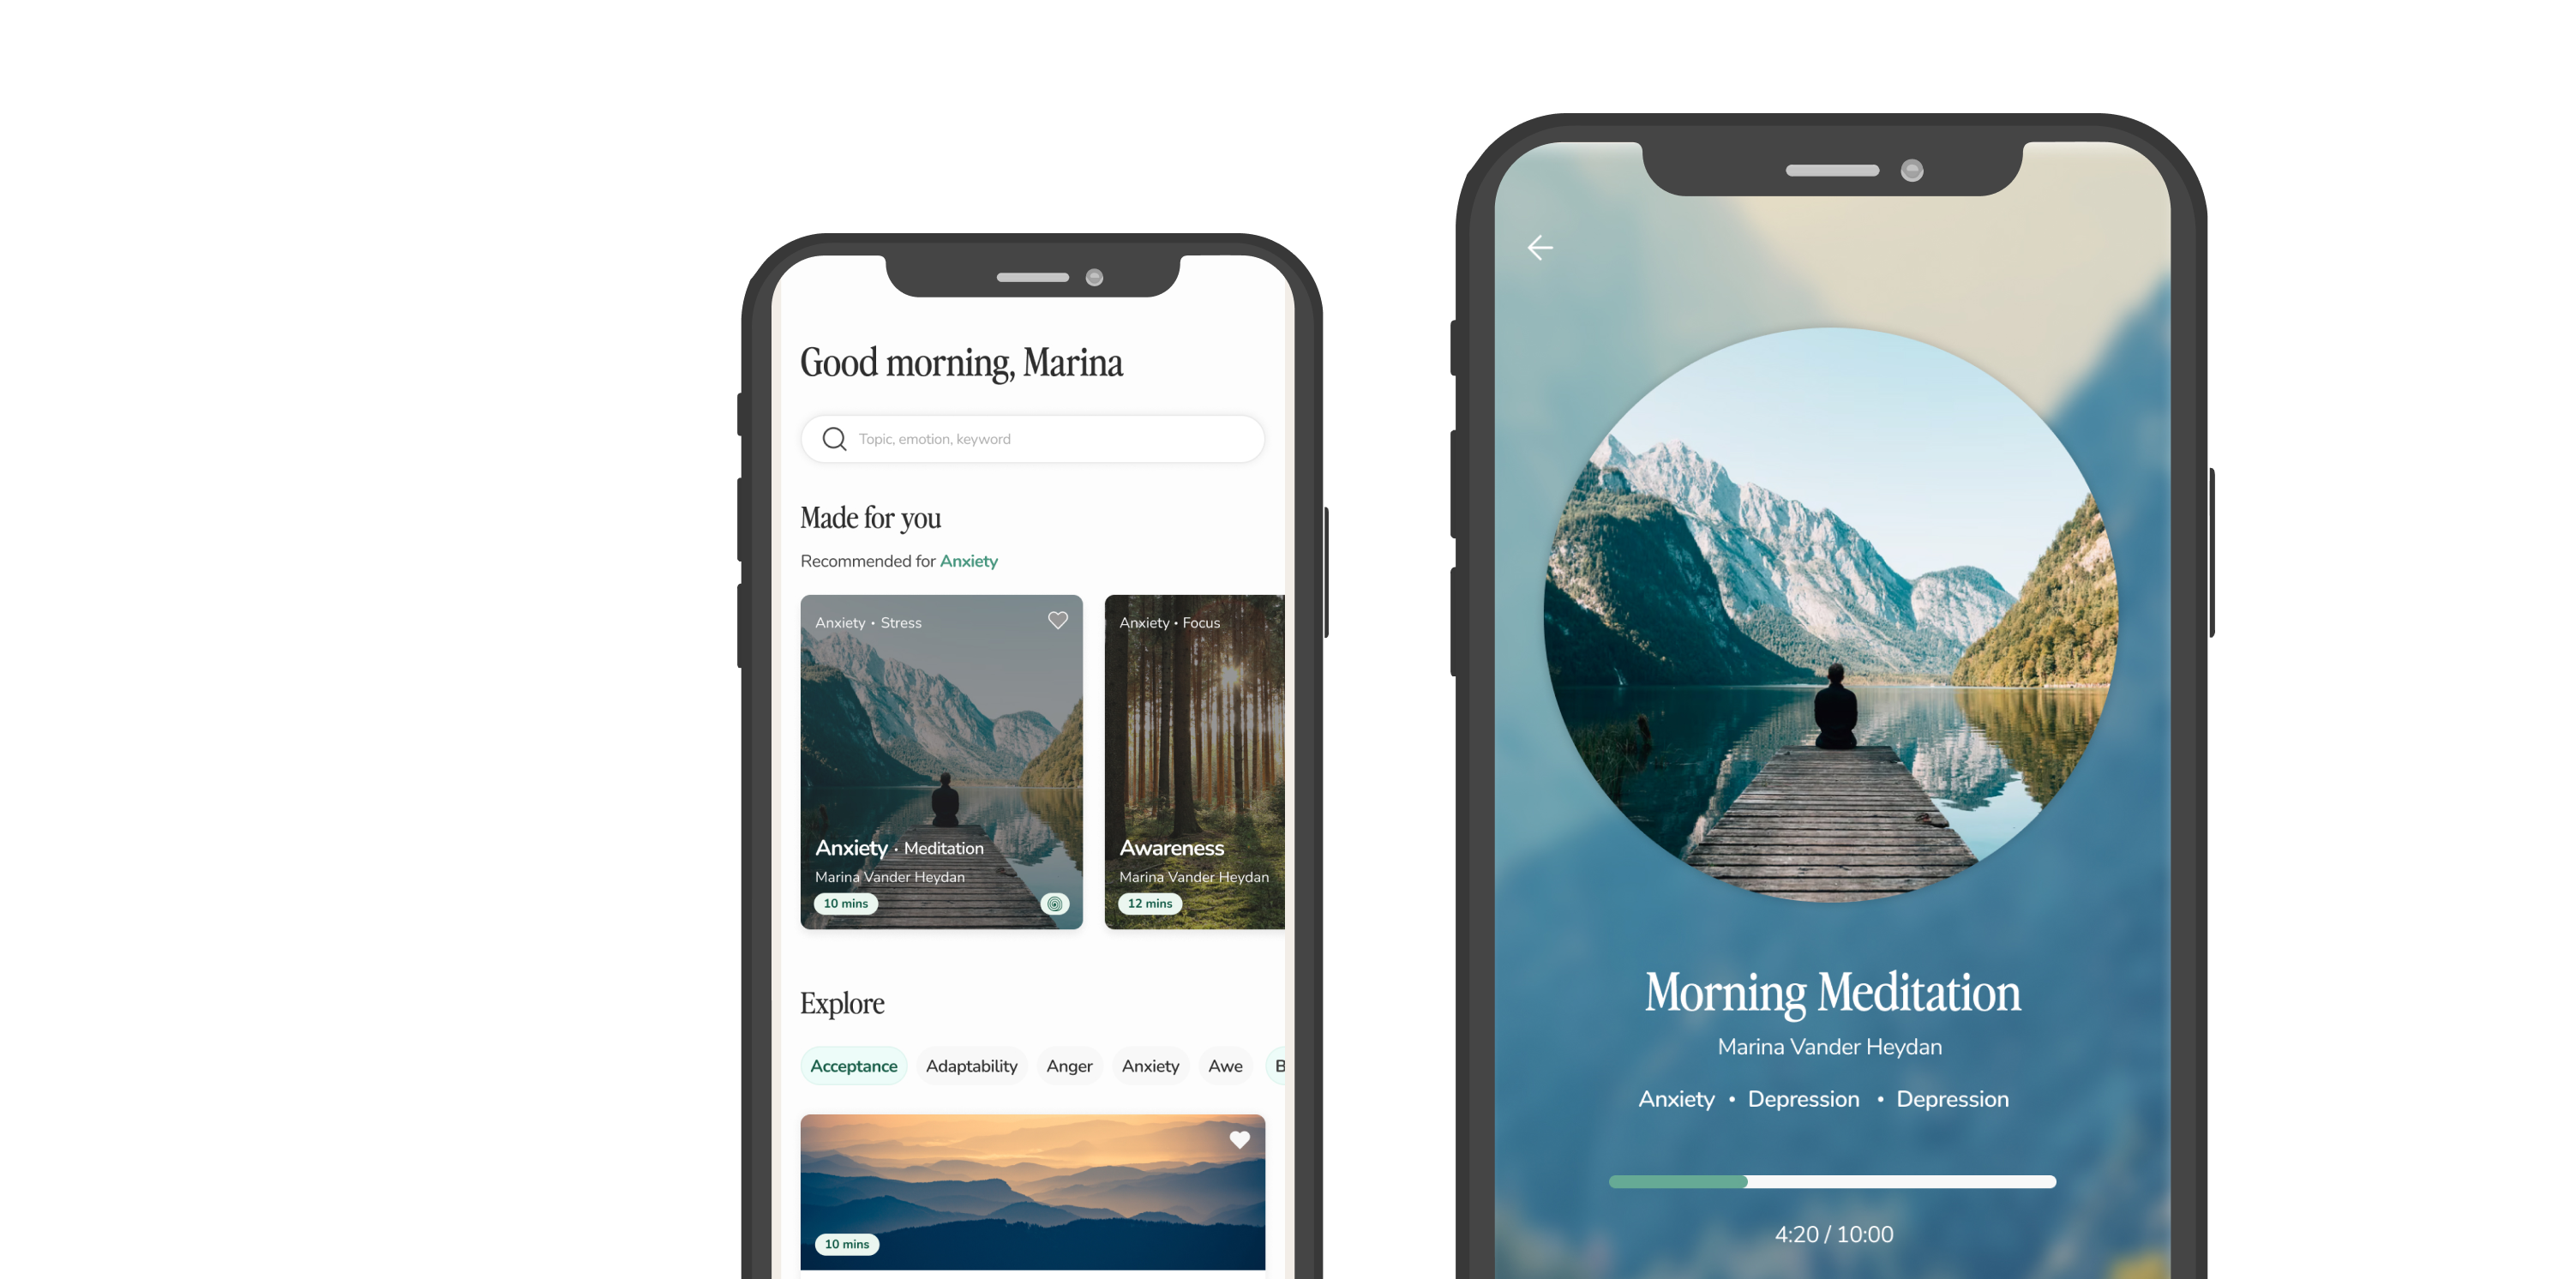 Good morning, Marina
Topic, emotion, keyword
Made for you
Recommended for Anxiety
Anxiety • Stress
Anxiety · Meditation
Marina Vander Heydan
10 mins
Anxiety • Focus
Awareness
Marina Vander Heydan
12 mins
Explore
Acceptance Adaptability Anger Anxiety Awe B
10 mins
Morning Meditation
Marina Vander Heydan
Anxiety • Depression • Depression
4:20 / 10:00